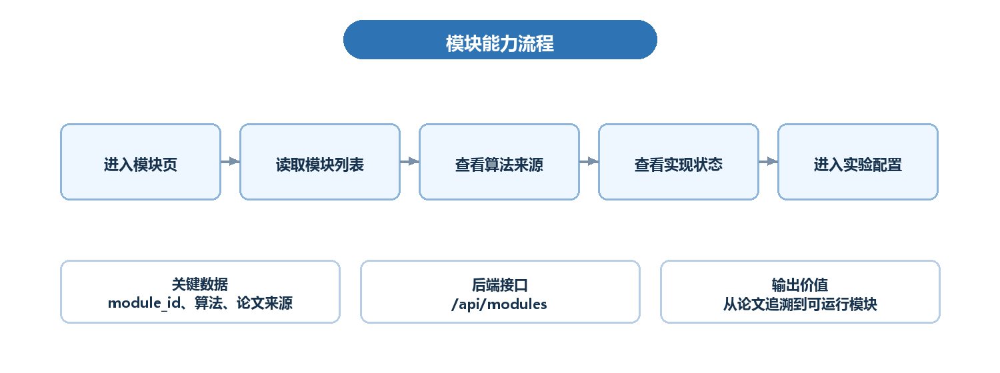 模块能力流程
进入模块页
读取模块列表
查看算法来源
查看实现状态
进入实验配置
关键数据
module_id、算法、论文来源
后端接口
/api/modules
输出价值
从论文追溯到可运行模块